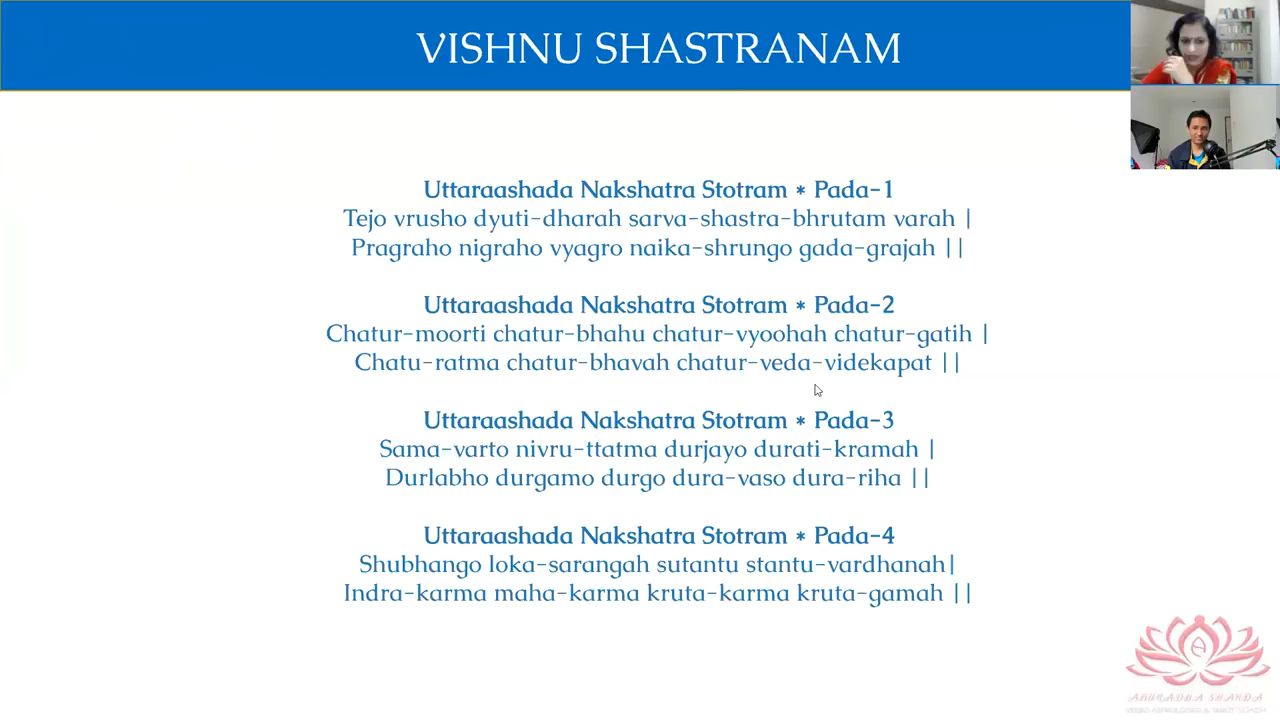 VISHNU SHASTRANAM
Uttaraashada Nakshatra Stotram * Pada-1
Tejo vrusho dyuti-dharah sarva-shastra-bhrutam varah |
Pragraho nigraho vyagro naika-shrungo gada-grajah ||
Uttaraashada Nakshatra Stotram * Pada-2
Chatur-moorti chatur-bhahu chatur-vyoohah chatur-gatih |
Chatu-ratma chatur-bhavah chatur-veda-videkapat ||
Uttaraashada Nakshatra Stotram * Pada-3
Sama-varto nivru-ttatma durjayo durati-kramah |
Durlabho durgamo durgo dura-vaso dura-riha ||
Uttaraashada Nakshatra Stotram * Pada-4
Shubhango loka-sarangah sutantu stantu-vardhanah|
Indra-karma maha-karma kruta-karma kruta-gamah ||
ANURADHA SHARDA